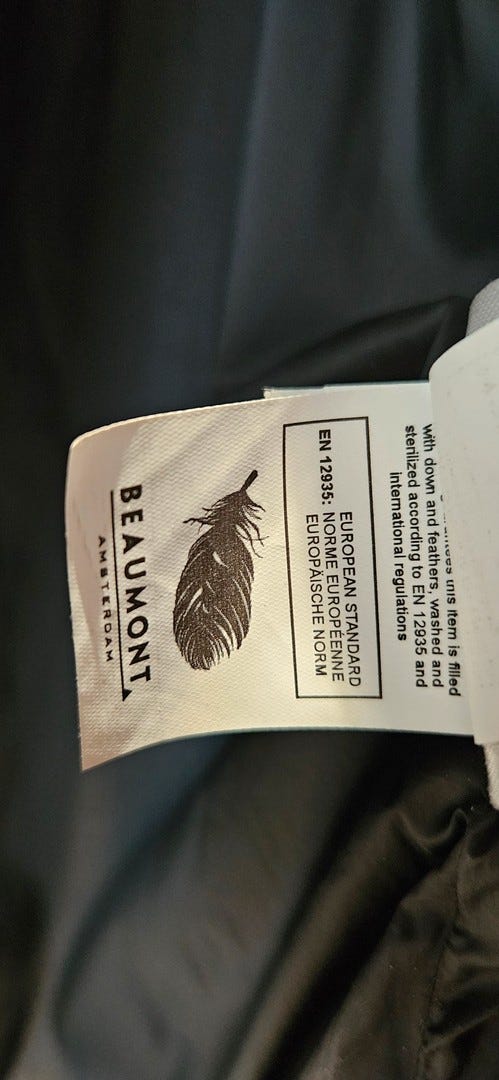 this item is filled
with down and feathers, washed and
sterilized according to EN 12935 and
international regulations
EUROPEAN STANDARD
EN 12935: NORME EUROPÉENNE
EUROPÄISCHE NORM
BEAUMONT
AMSTERDAM